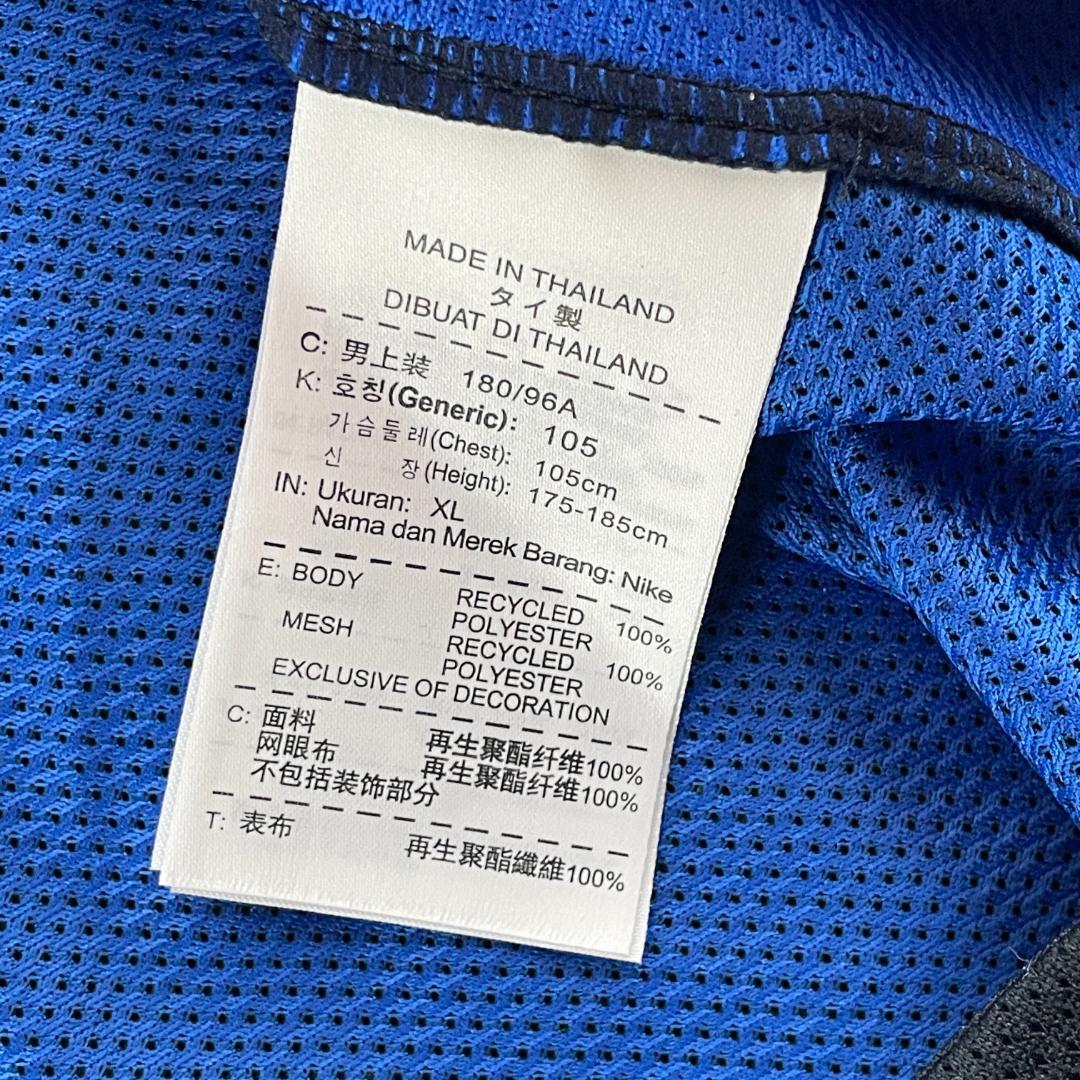 MADE IN THAILAND
タイ製
DIBUAT DI THAILAND
C: 男上装 180/96A
K: 호칭(Generic): 105
가슴둘레(Chest): 105cm
신 장(Height): 175-185cm
IN: Ukuran: XL
Nama dan Merek Barang: Nike
E: BODY RECYCLED POLYESTER 100%
MESH RECYCLED POLYESTER 100%
EXCLUSIVE OF DECORATION
C: 面料 再生聚酯纤维100%
网眼布 再生聚酯纤维100%
不包括装饰部分
T: 表布 再生聚酯纖維100%